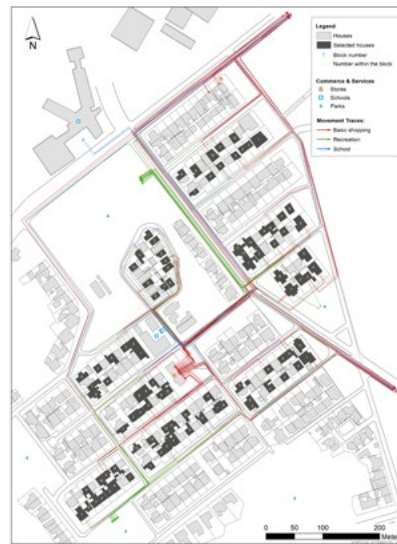 N
Legend
Houses
Selected houses
Block number
Number within the block
Commerce & Services
Stores
Schools
Parks
Movement Traces:
Basic shopping
Recreation
School
0 100 200
Mete